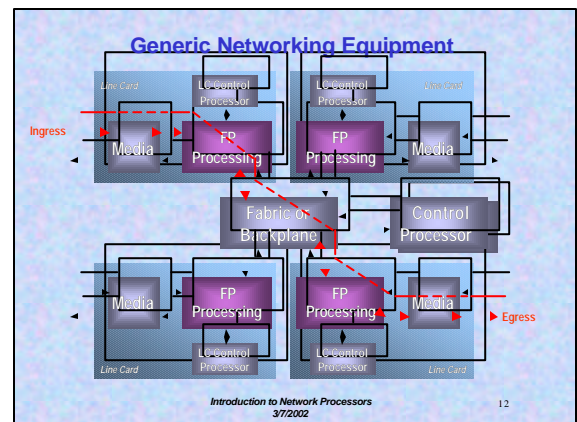 Generic Networking Equipment
Line Card
LC Control
Processor
LC Control
Processor
Line Card
Ingress
Media
FP
Processing
FP
Processing
Media
Fabric or
Backplane
Control
Processor
Media
FP
Processing
FP
Processing
Media
Egress
Line Card
LC Control
Processor
LC Control
Processor
Line Card
Introduction to Network Processors
3/7/2002
12